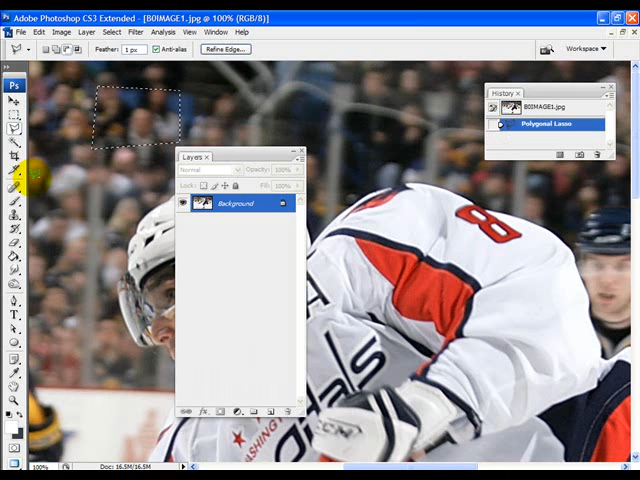 Adobe Photoshop CS3 Extended - [B0IMAGE1.jpg @ 100% (RGB/8)]
File Edit Image Layer Select Filter Analysis View Window Help
Feather: 1 px Anti-alias Refine Edge... Workspace
Ps
History
B0IMAGE1.jpg
Polygonal Lasso
Layers
Normal Opacity: 100%
Lock: Fill: 100%
Background
8
WASHINGTON
CCM
100% Doc: 16.5M/16.5M